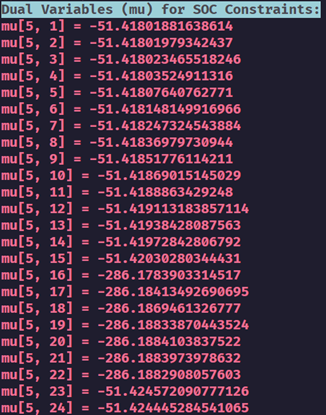 Dual Variables (mu) for SOC Constraints:
mu[5, 1] = -51.41801881638614
mu[5, 2] = -51.41801979342437
mu[5, 3] = -51.418023465518246
mu[5, 4] = -51.41803524911316
mu[5, 5] = -51.41807640762771
mu[5, 6] = -51.418148149916966
mu[5, 7] = -51.418247324543884
mu[5, 8] = -51.41836979730944
mu[5, 9] = -51.41851776114211
mu[5, 10] = -51.41869015145029
mu[5, 11] = -51.4188863429248
mu[5, 12] = -51.419113183857114
mu[5, 13] = -51.41938428087563
mu[5, 14] = -51.41972842806792
mu[5, 15] = -51.42030280344431
mu[5, 16] = -286.1783903314517
mu[5, 17] = -286.18413492690695
mu[5, 18] = -286.1869461326777
mu[5, 19] = -286.18833870443524
mu[5, 20] = -286.1884103837522
mu[5, 21] = -286.1883973978632
mu[5, 22] = -286.1882908057603
mu[5, 23] = -51.424572090777126
mu[5, 24] = -51.424445284541065